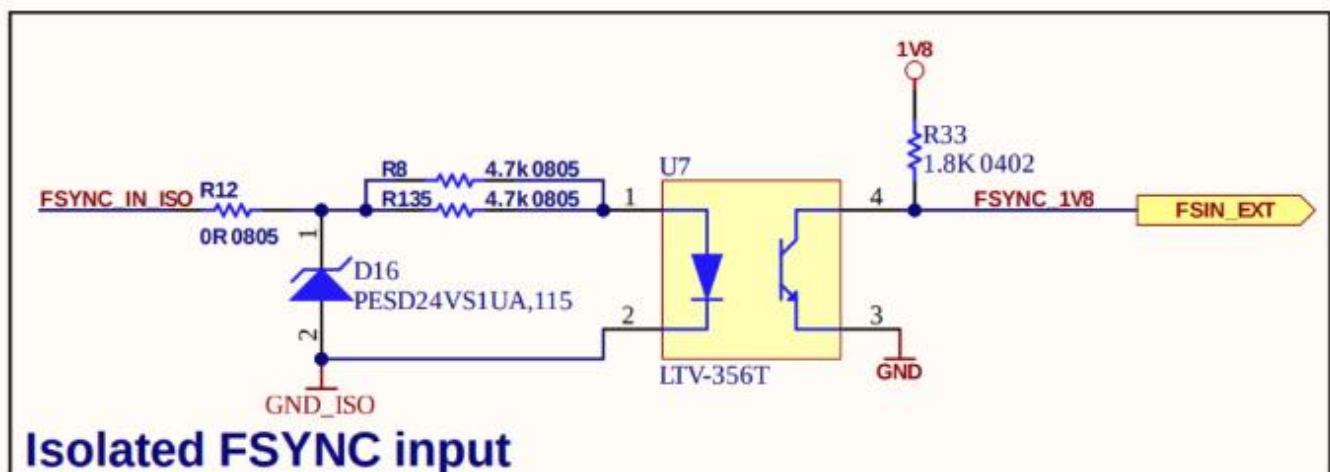 1V8
R33
1.8K 0402
U7
R8 4.7k 0805
FSYNC_IN_ISO R12 R135 4.7k 0805 1 4 FSYNC_1V8 FSIN_EXT
0R 0805
1
D16
PESD24VS1UA,115
2 2 3
GND
LTV-356T
GND_ISO
Isolated FSYNC input